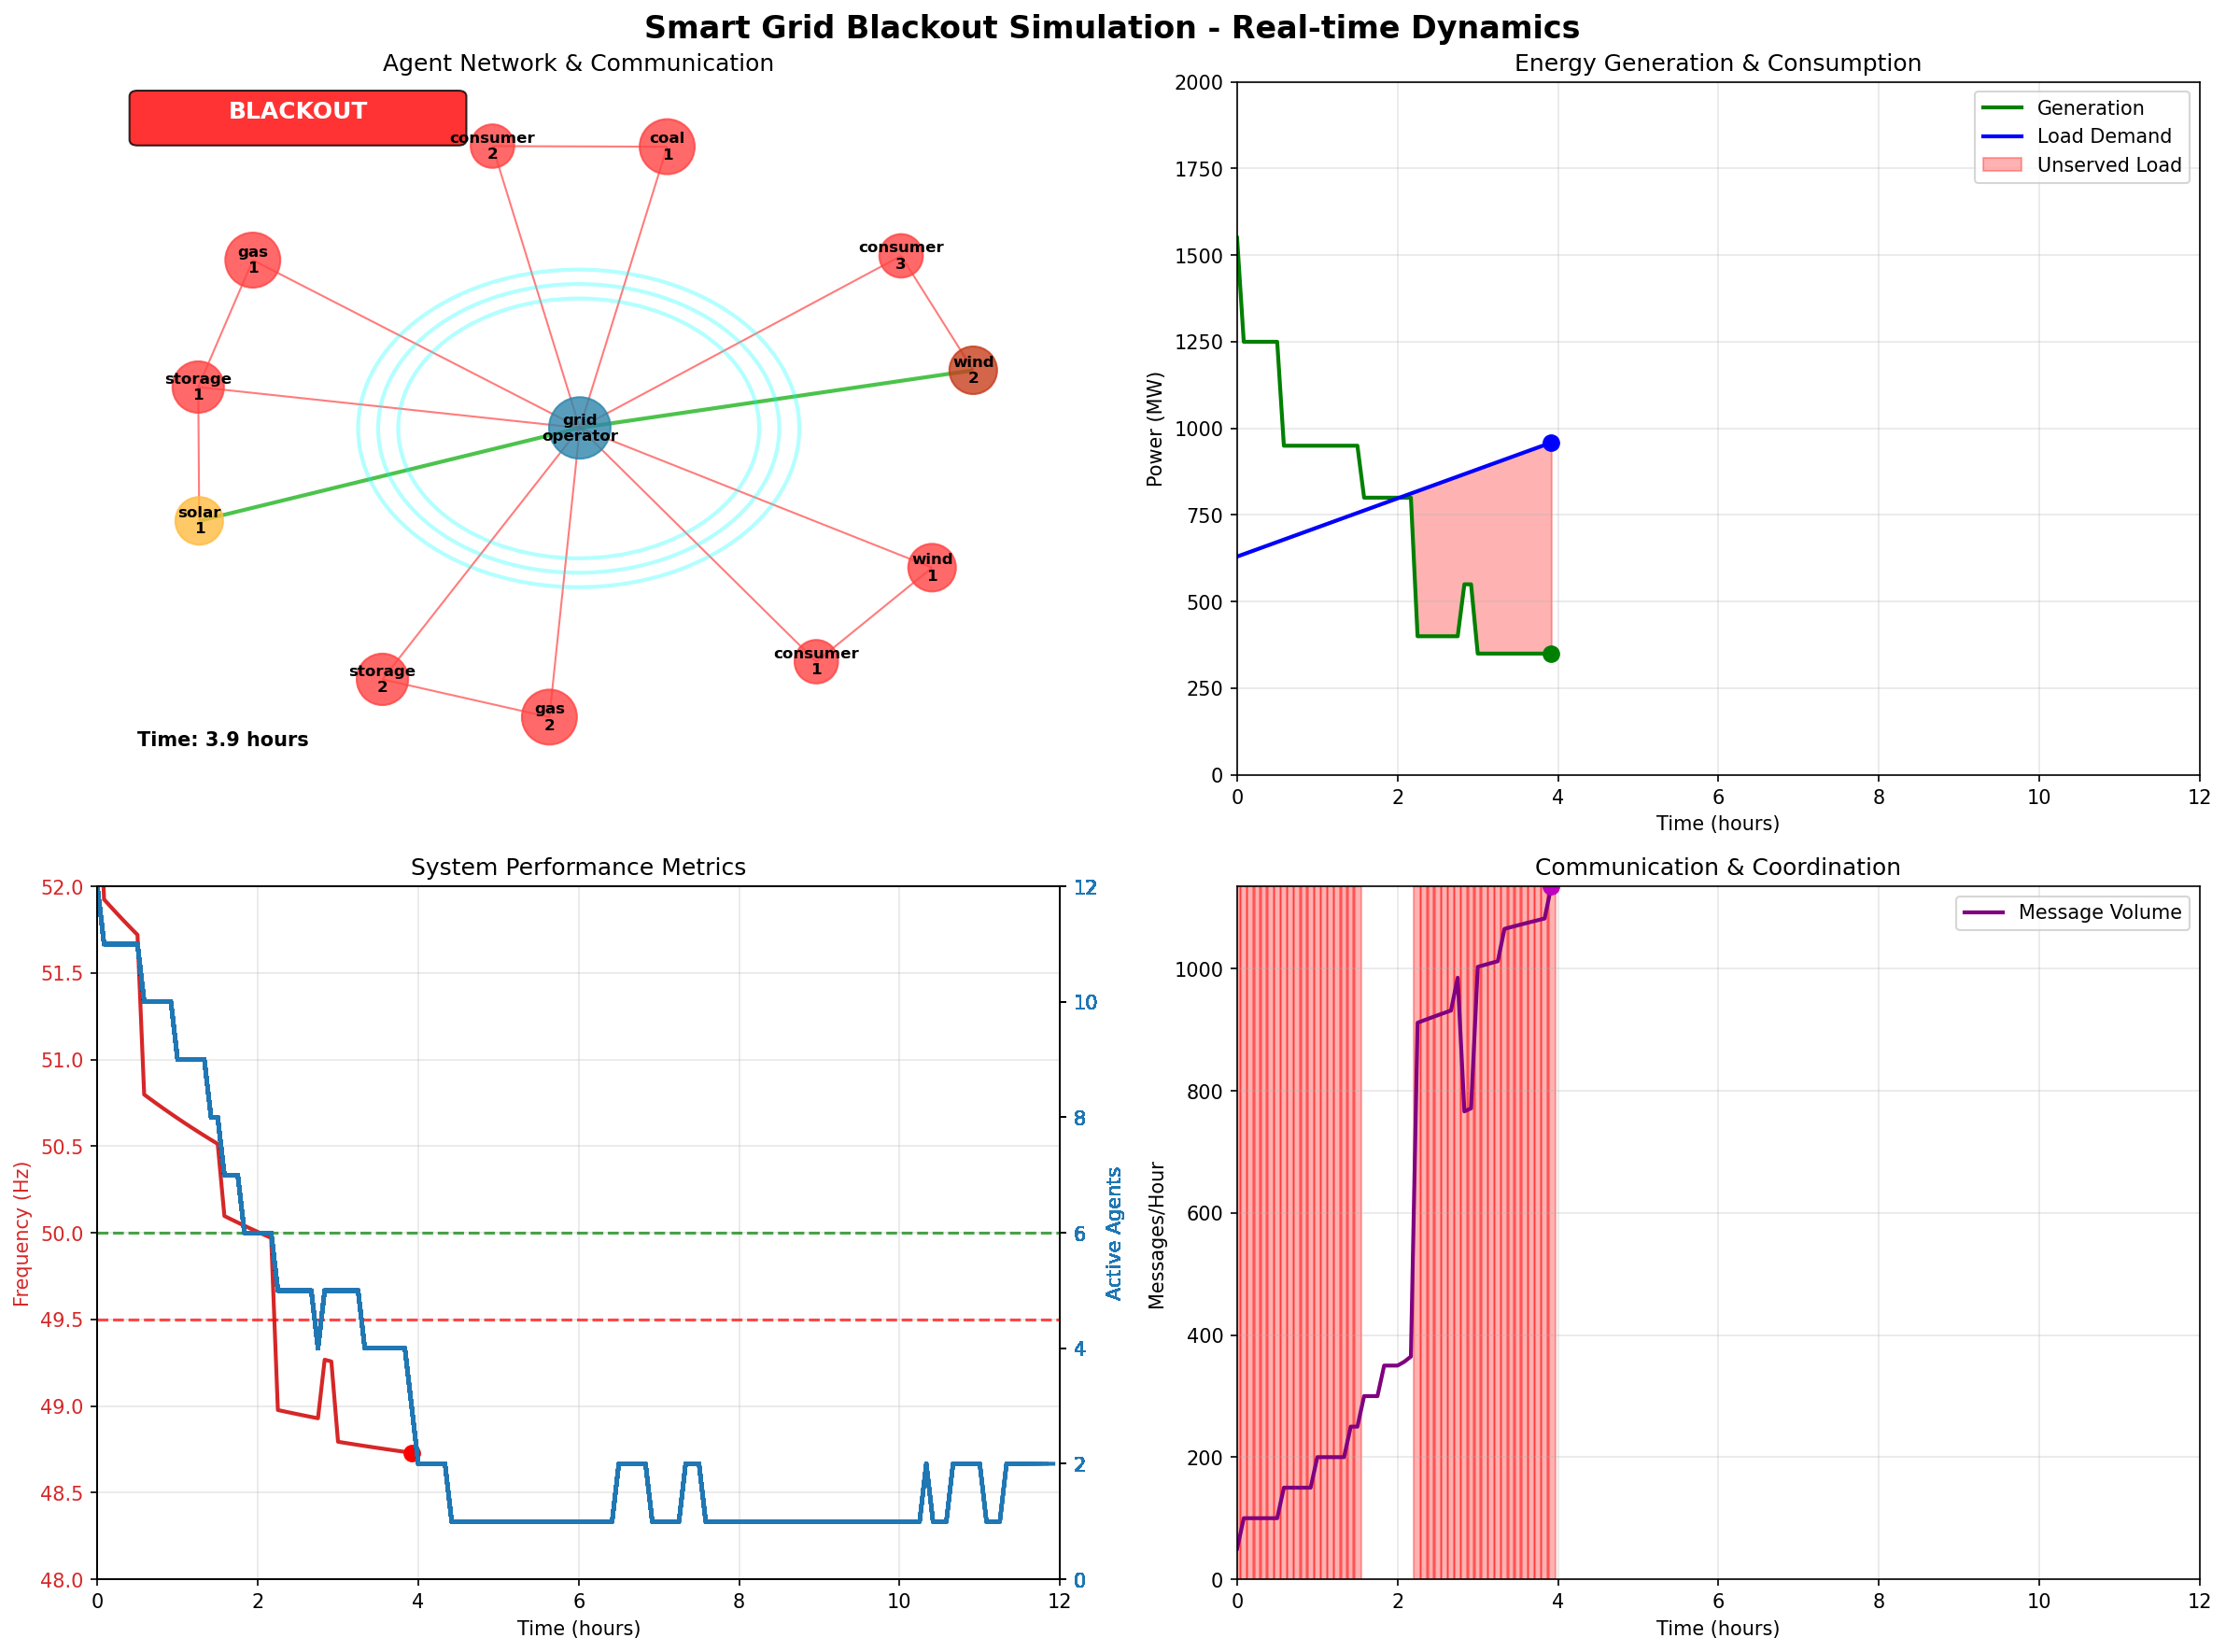 Smart Grid Blackout Simulation - Real-time Dynamics
Agent Network & Communication
BLACKOUT
consumer
2
coal
1
gas
1
consumer
3
storage
1
wind
2
grid
operator
solar
1
wind
1
consumer
1
storage
2
gas
2
Time: 3.9 hours
Energy Generation & Consumption
Generation
Load Demand
Unserved Load
Power (MW)
2000
1750
1500
1250
1000
750
500
250
0
0 2 4 6 8 10 12
Time (hours)
System Performance Metrics
Frequency (Hz)
52.0
51.5
51.0
50.5
50.0
49.5
49.0
48.5
48.0
0 2 4 6 8 10 12
Time (hours)
12
10
8
6
4
2
0
Active Agents
Communication & Coordination
Message Volume
Messages/Hour
1000
800
600
400
200
0
0 2 4 6 8 10 12
Time (hours)